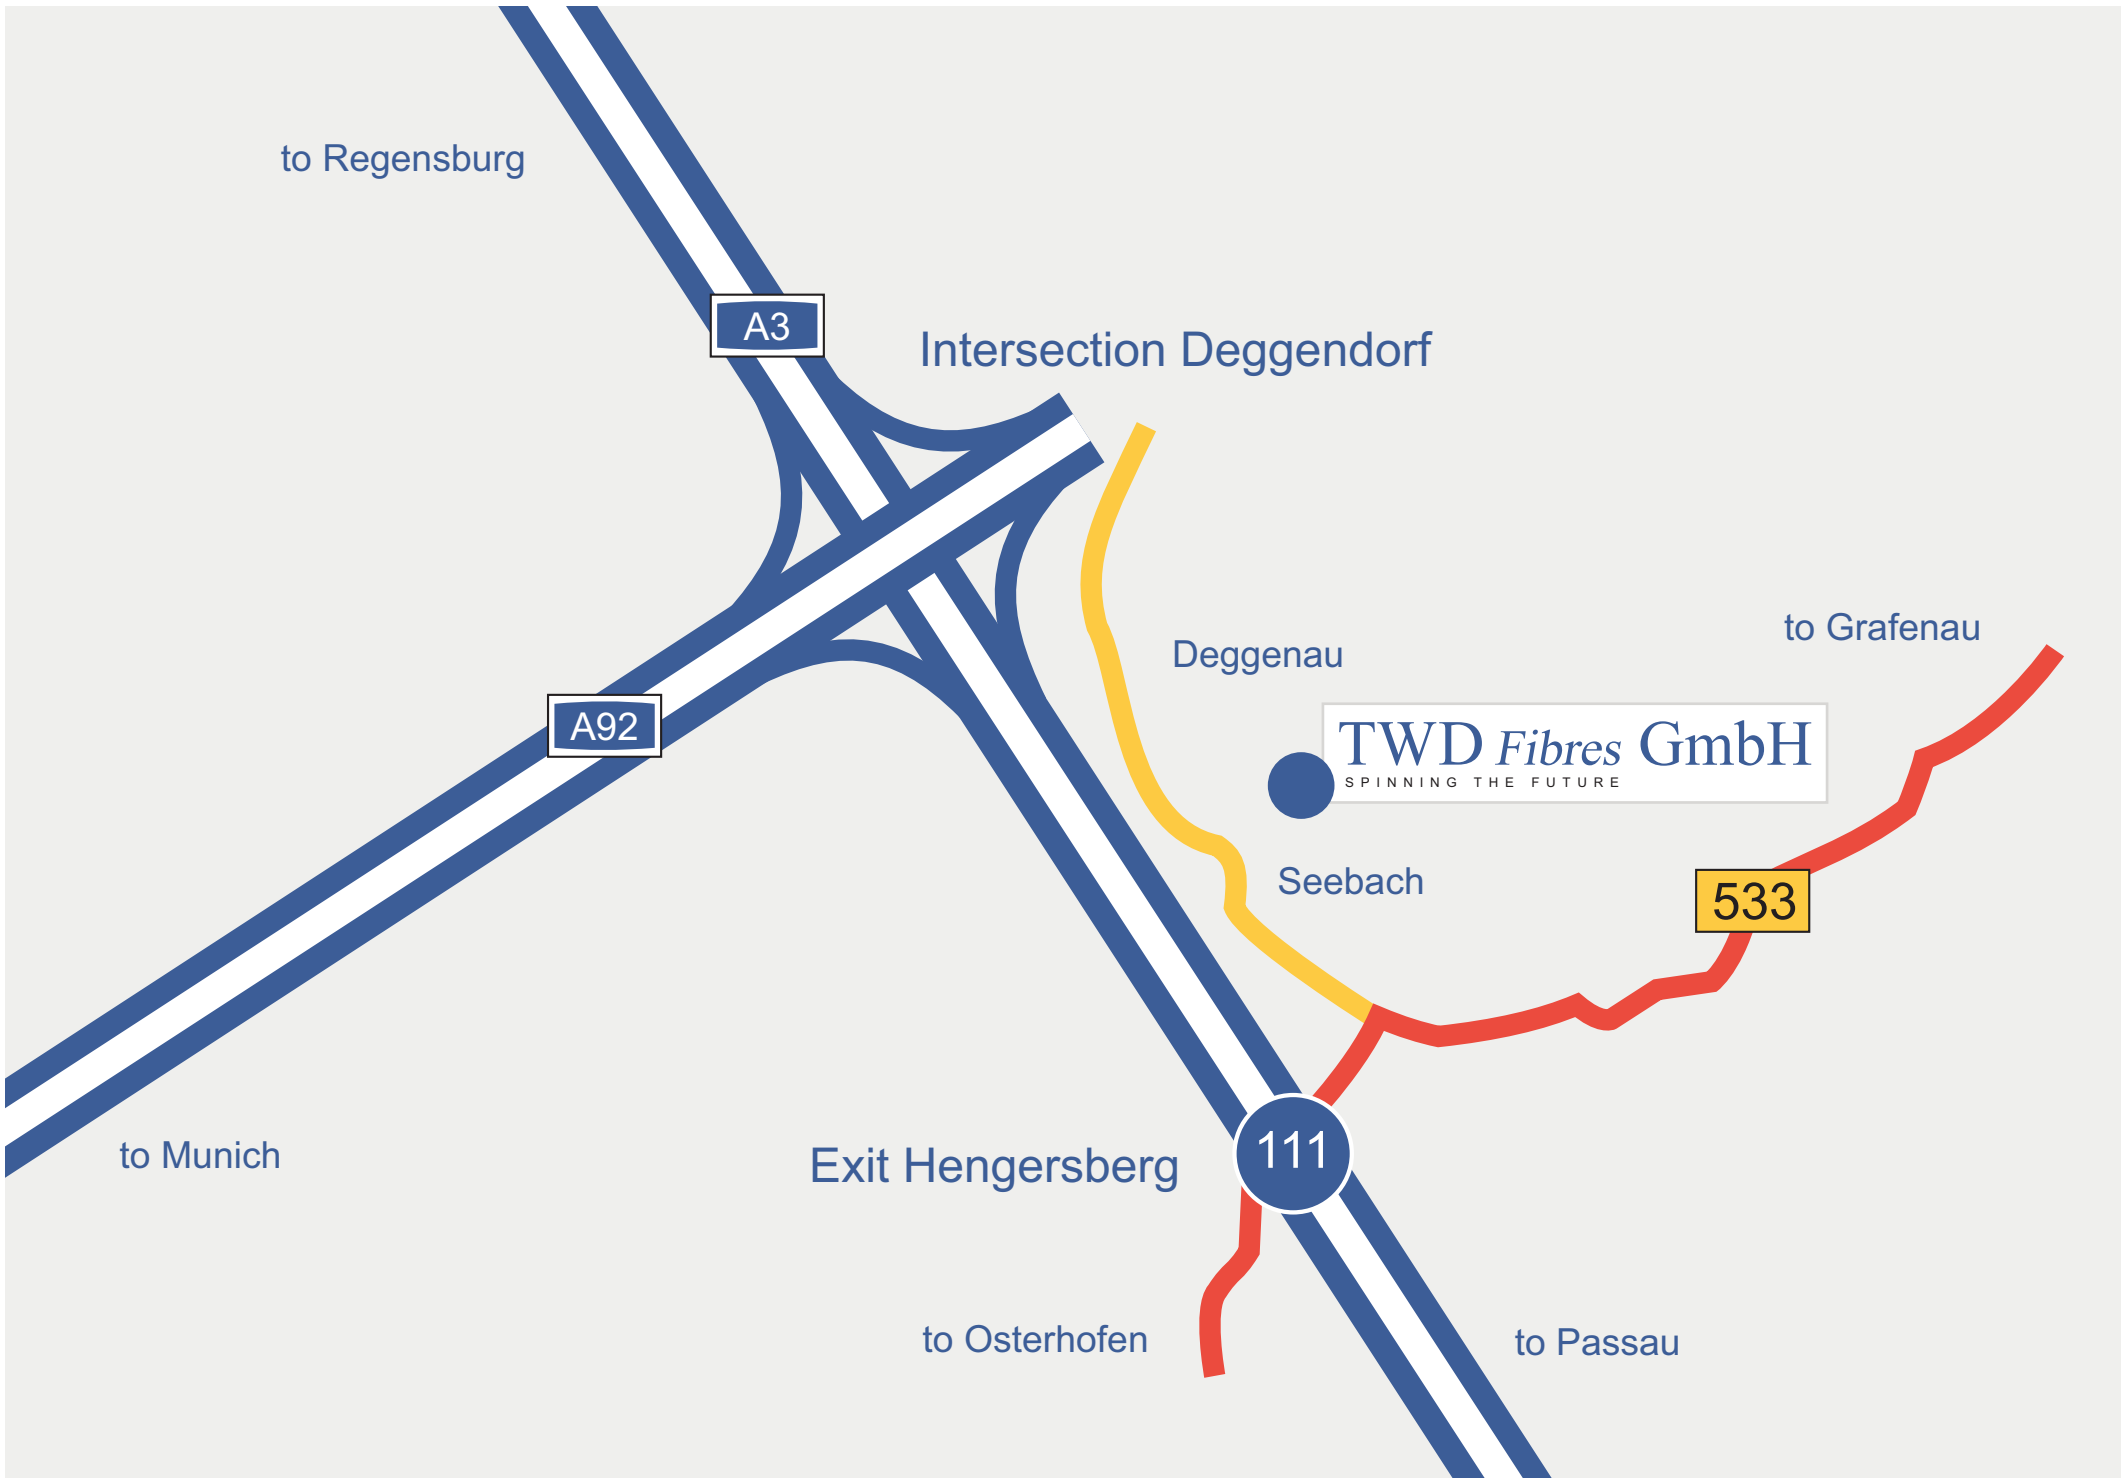 to Regensburg
A3
Intersection Deggendorf
to Grafenau
Deggenau
A92
TWD Fibres GmbH
SPINNING THE FUTURE
Seebach
533
to Munich
Exit Hengersberg
111
to Osterhofen
to Passau